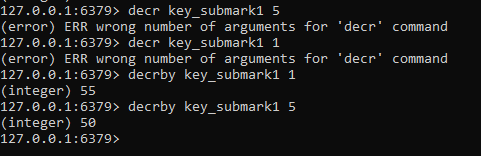 127.0.0.1:6379> decr key_submark1 5
(error) ERR wrong number of arguments for 'decr' command
127.0.0.1:6379> decr key_submark1 1
(error) ERR wrong number of arguments for 'decr' command
127.0.0.1:6379> decrby key_submark1 1
(integer) 55
127.0.0.1:6379> decrby key_submark1 5
(integer) 50
127.0.0.1:6379>